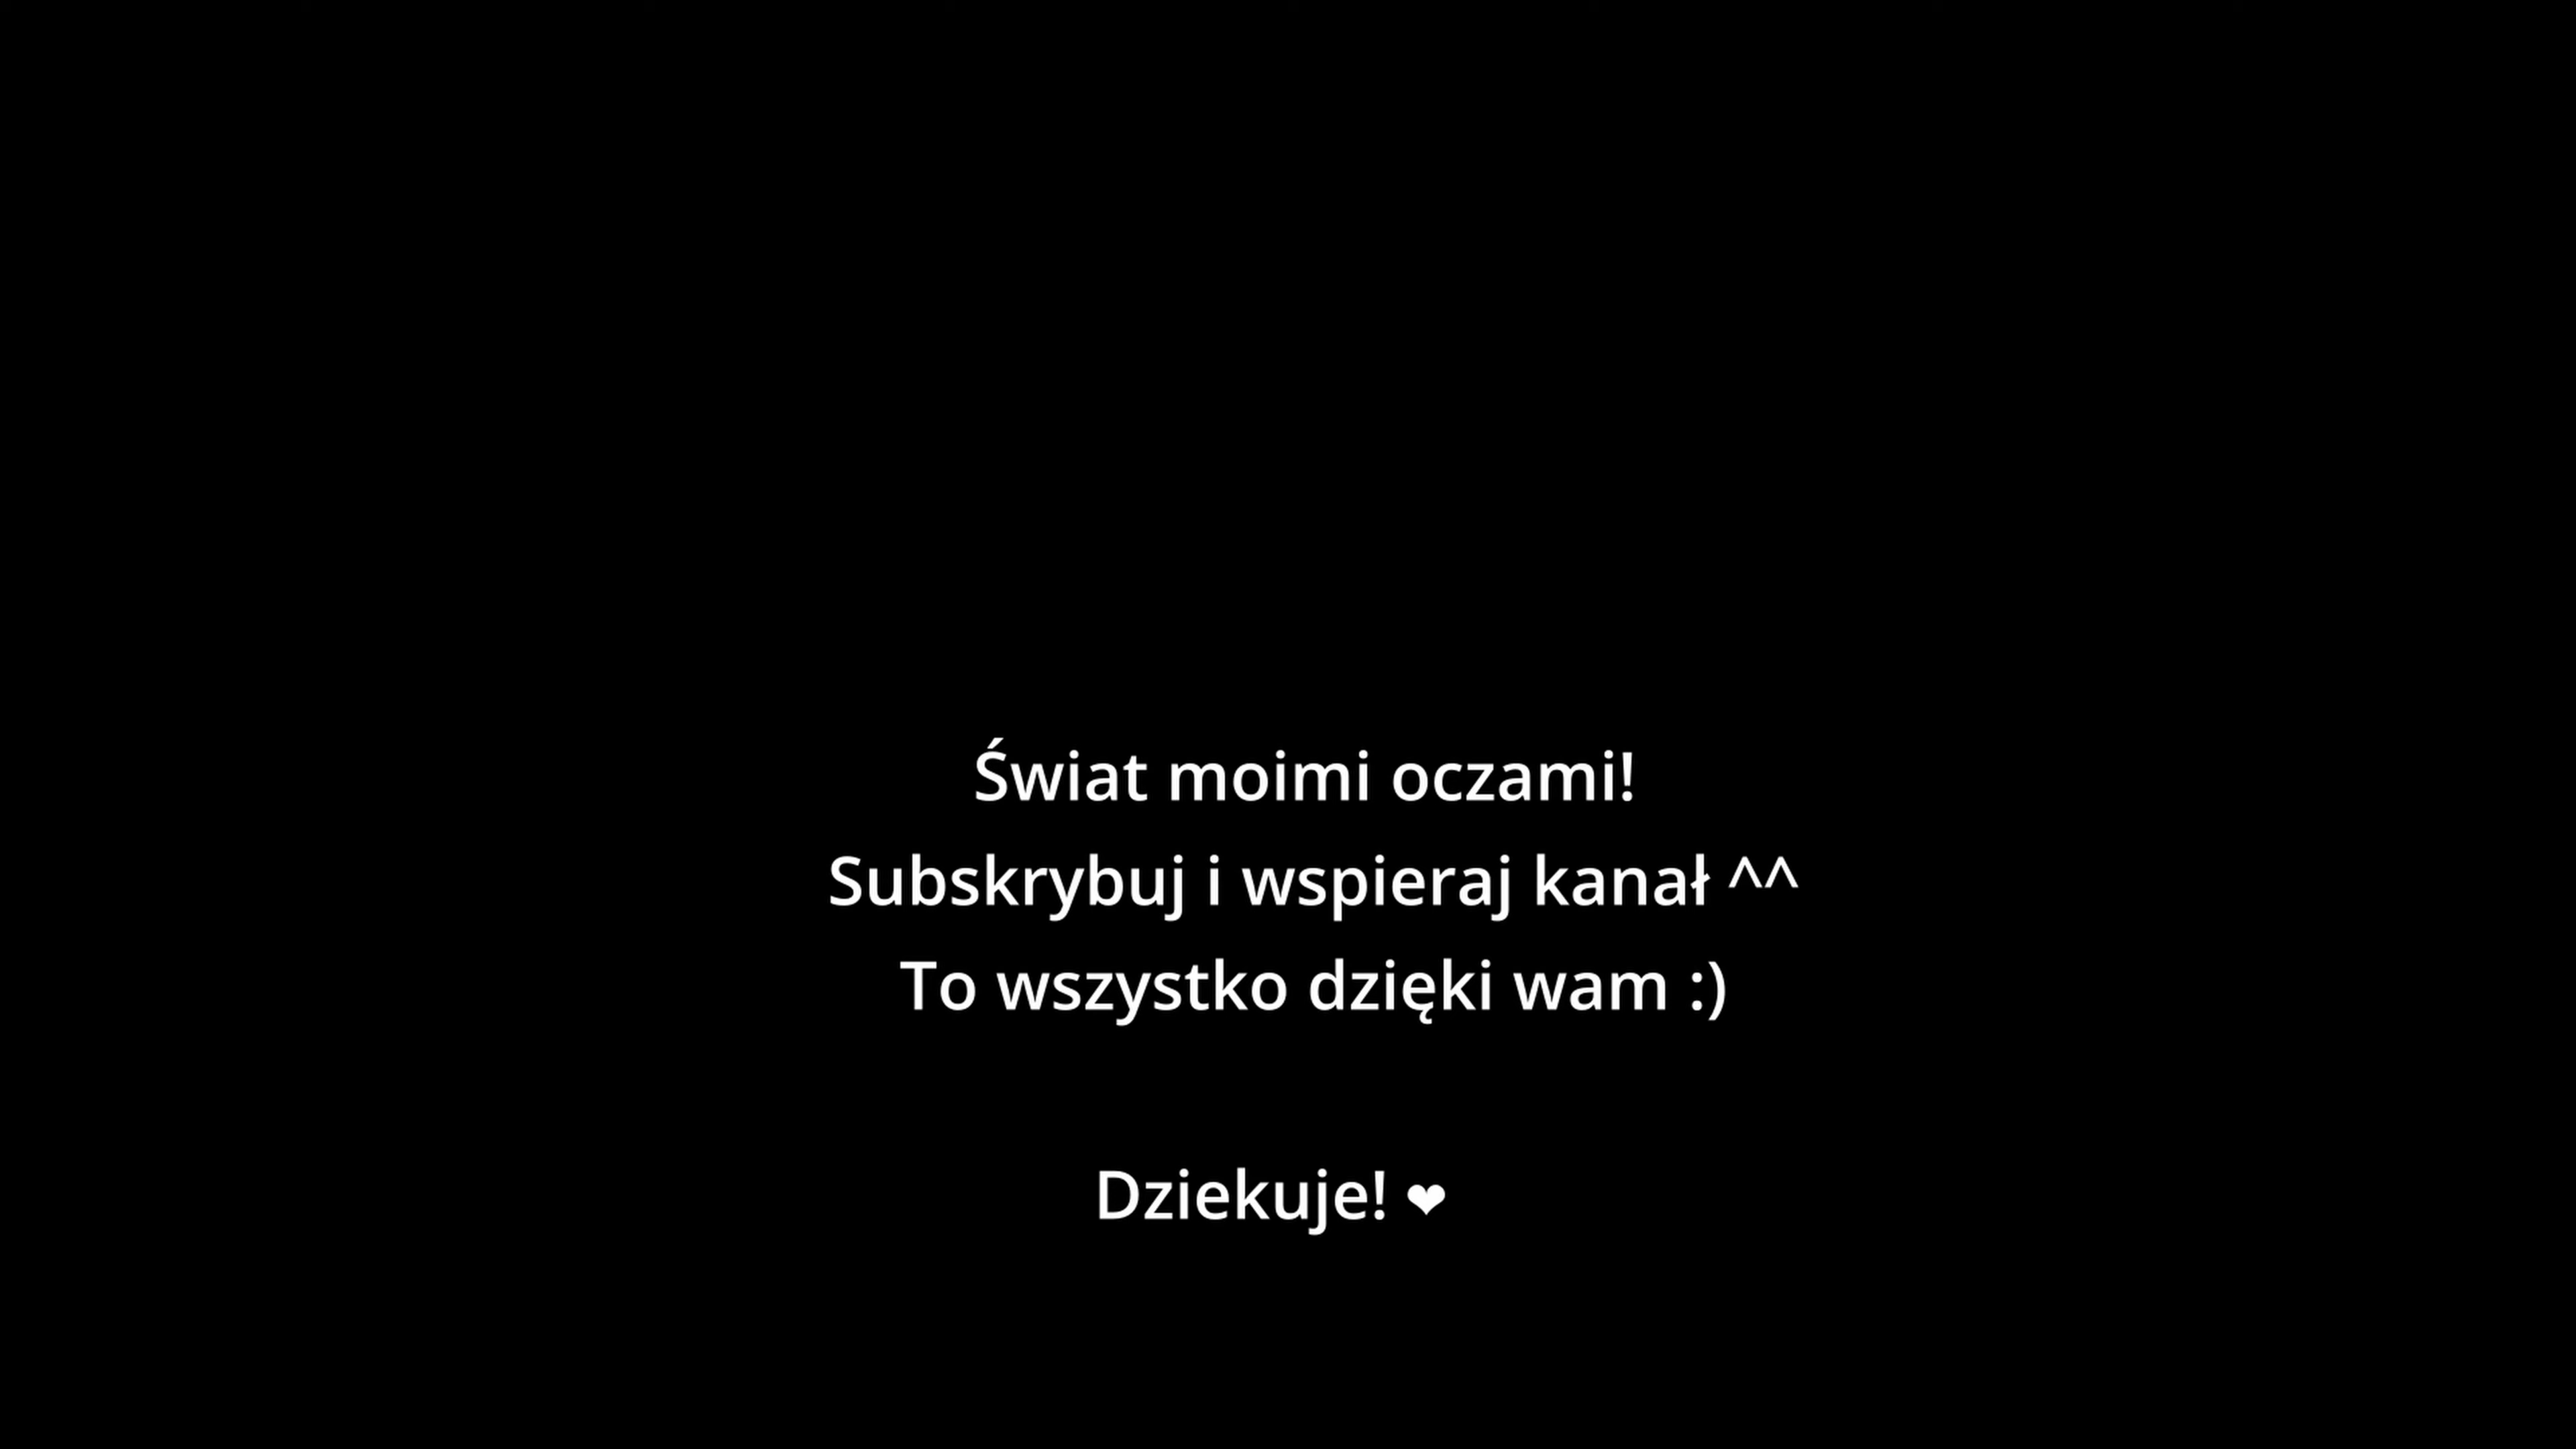 Świat moimi oczami!
Subskrybuj i wspieraj kanał ^^
To wszystko dzięki wam :)
Dziekuje! ❤